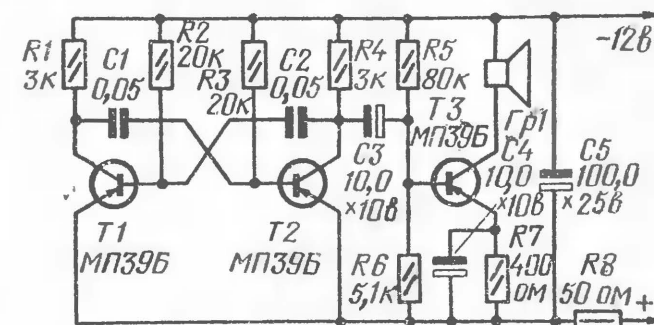 R1
3к
C1
0,05
R2
20к
R3
20к
C2
0,05
R4
3к
R5
80к
−12в
T3
МП39Б
Гр1
C3
10,0
×10в
C4
10,0
×10в
C5
100,0
×25в
T1
МП39Б
T2
МП39Б
R6
5,1к
R7
400
ом
R8
50 ом
+